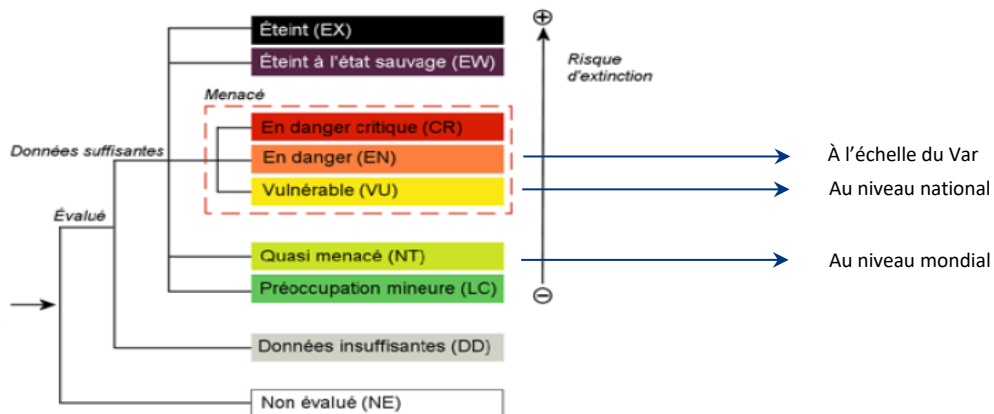 Éteint (EX)
Éteint à l'état sauvage (EW)
Risque
d'extinction
Menacé
En danger critique (CR)
Données suffisantes
En danger (EN)
À l’échelle du Var
Vulnérable (VU)
Au niveau national
Évalué
Quasi menacé (NT)
Au niveau mondial
Préoccupation mineure (LC)
Données insuffisantes (DD)
Non évalué (NE)